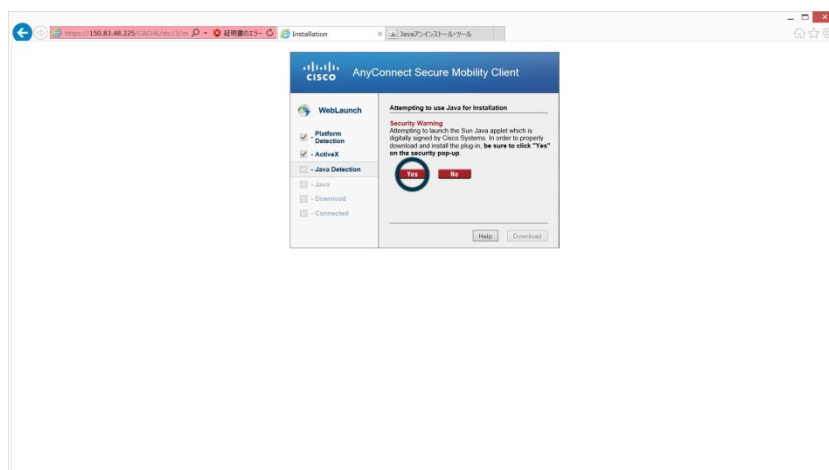 https://150.83.48.225/CACHE/stc/3/in
証明書のエラー
Installation
Javaアンインストール・ツール
CISCO
AnyConnect Secure Mobility Client
WebLaunch
- Platform
Detection
- ActiveX
- Java Detection
- Java
- Download
- Connected
Attempting to use Java for Installation
Security Warning
Attempting to launch the Sun Java applet which is
digitally signed by Cisco Systems. In order to properly
download and install the plug-in, be sure to click "Yes"
on the security pop-up.
Yes
No
Help
Download